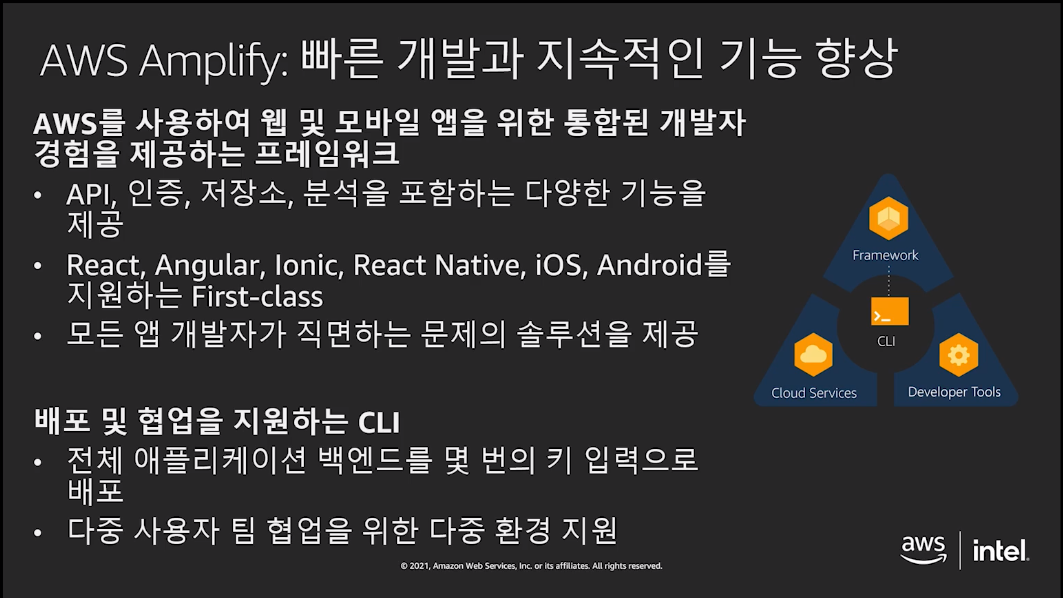 AWS Amplify: 빠른 개발과 지속적인 기능 향상
AWS를 사용하여 웹 및 모바일 앱을 위한 통합된 개발자
경험을 제공하는 프레임워크
• API, 인증, 저장소, 분석을 포함하는 다양한 기능을
제공
• React, Angular, Ionic, React Native, iOS, Android를
지원하는 First-class
• 모든 앱 개발자가 직면하는 문제의 솔루션을 제공
배포 및 협업을 지원하는 CLI
• 전체 애플리케이션 백엔드를 몇 번의 키 입력으로
배포
• 다중 사용자 팀 협업을 위한 다중 환경 지원
Framework
CLI
Cloud Services
Developer Tools
aws
intel.
© 2021, Amazon Web Services, Inc. or its affiliates. All rights reserved.